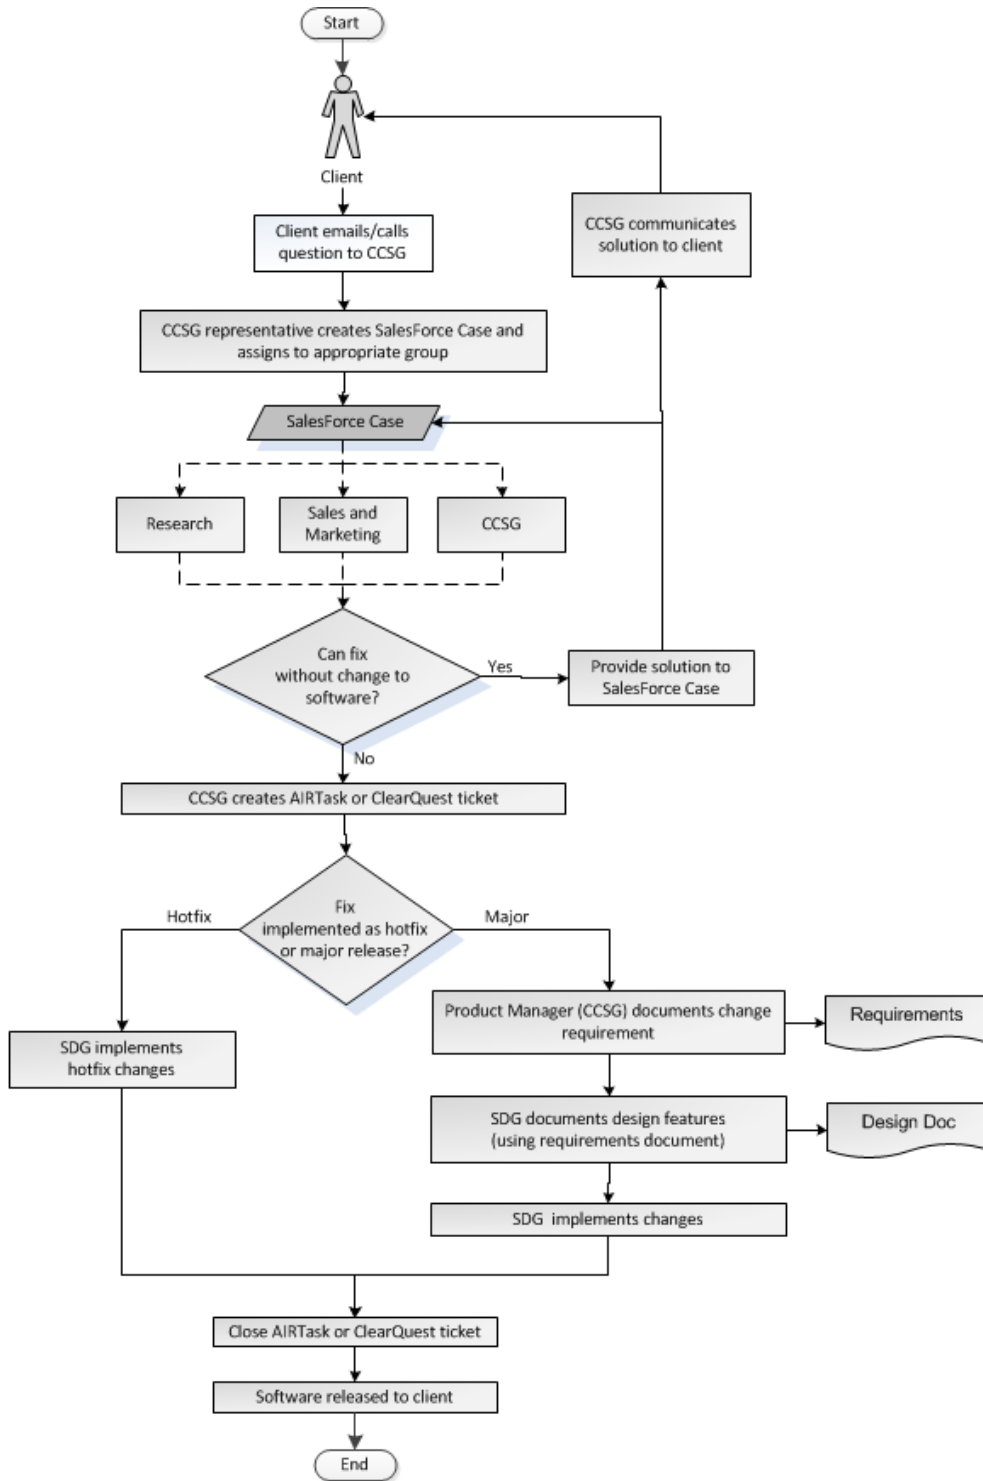 Start
Client
Client emails/calls
question to CCSG
CCSG communicates
solution to client
CCSG representative creates SalesForce Case and
assigns to appropriate group
SalesForce Case
Research
Sales and
Marketing
CCSG
Can fix
without change to
software?
Yes
Provide solution to
SalesForce Case
No
CCSG creates AIRTask or ClearQuest ticket
Fix
implemented as hotfix
or major release?
Hotfix
Major
Product Manager (CCSG) documents change
requirement
Requirements
SDG implements
hotfix changes
SDG documents design features
(using requirements document)
Design Doc
SDG implements changes
Close AIRTask or ClearQuest ticket
Software released to client
End